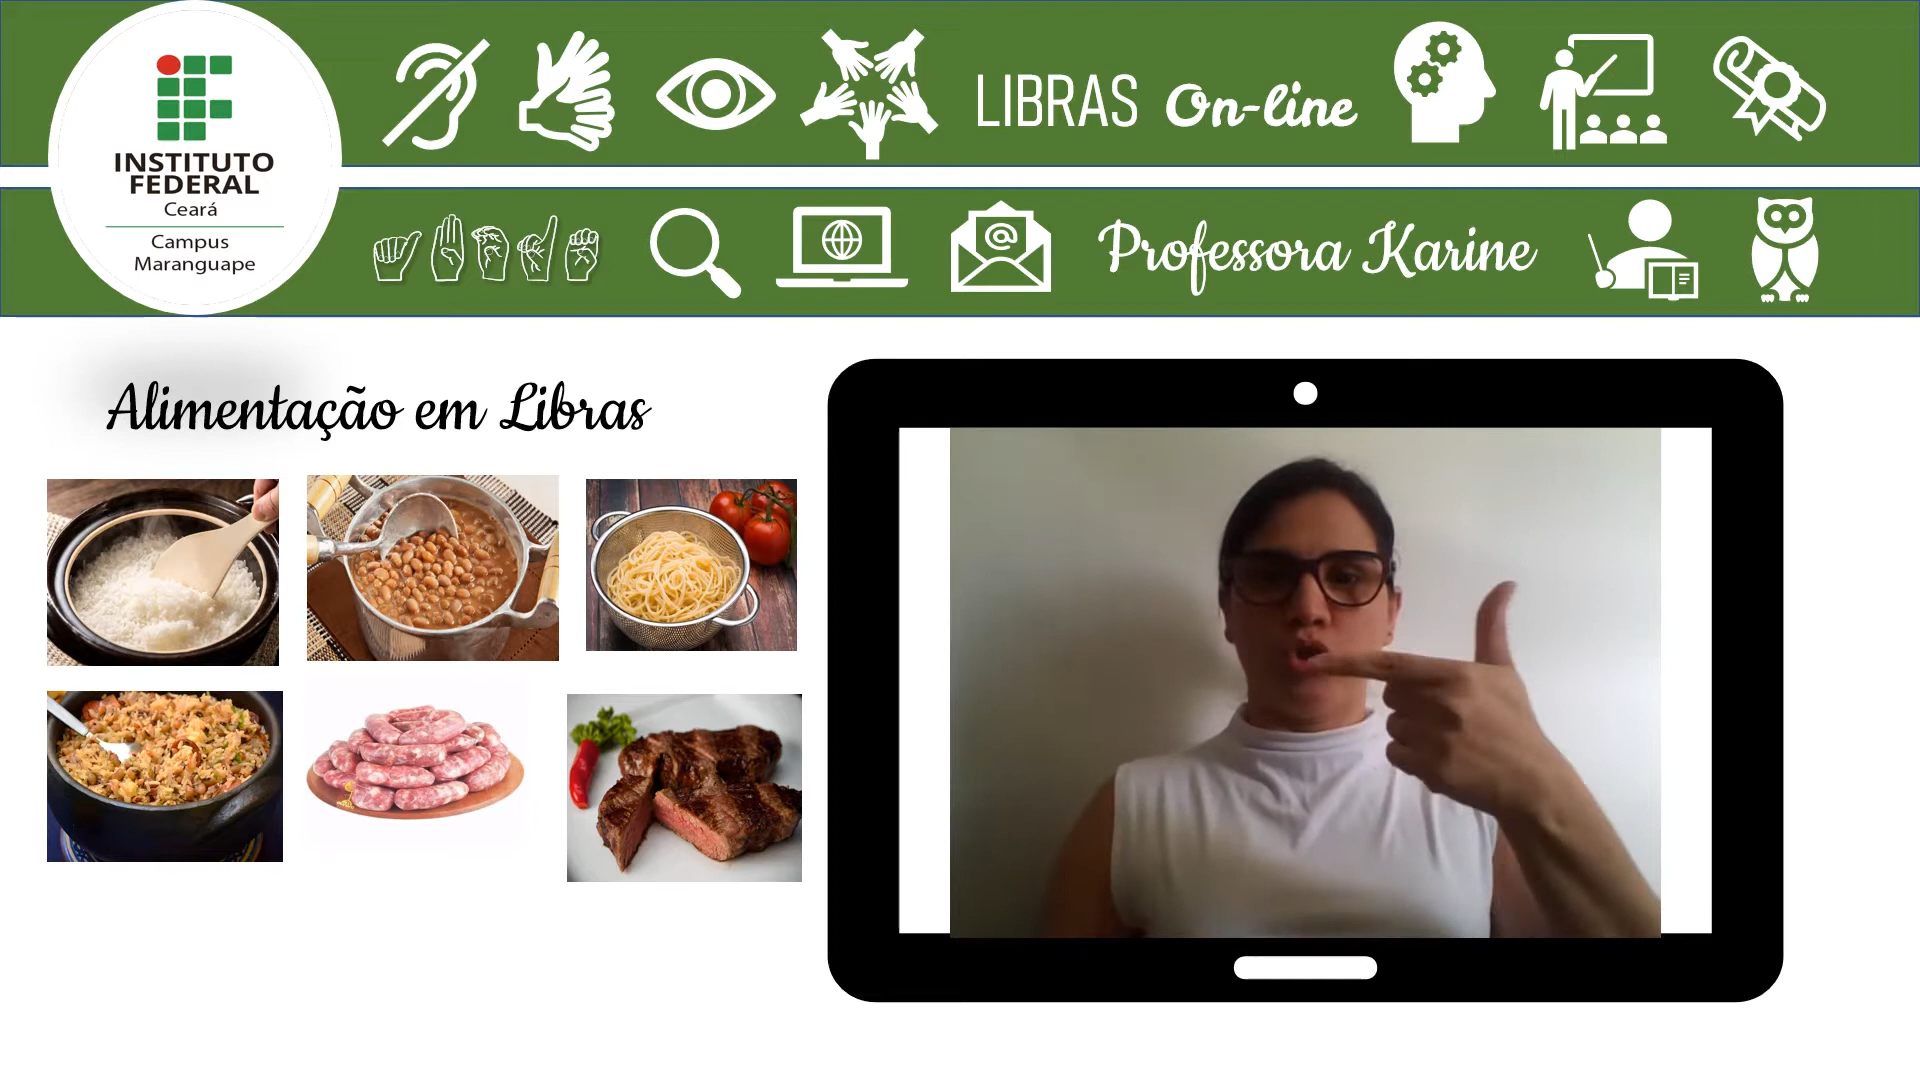 INSTITUTO
FEDERAL
Ceará
Campus
Maranguape
LIBRAS On-line
Professora Karine
Alimentação em Libras